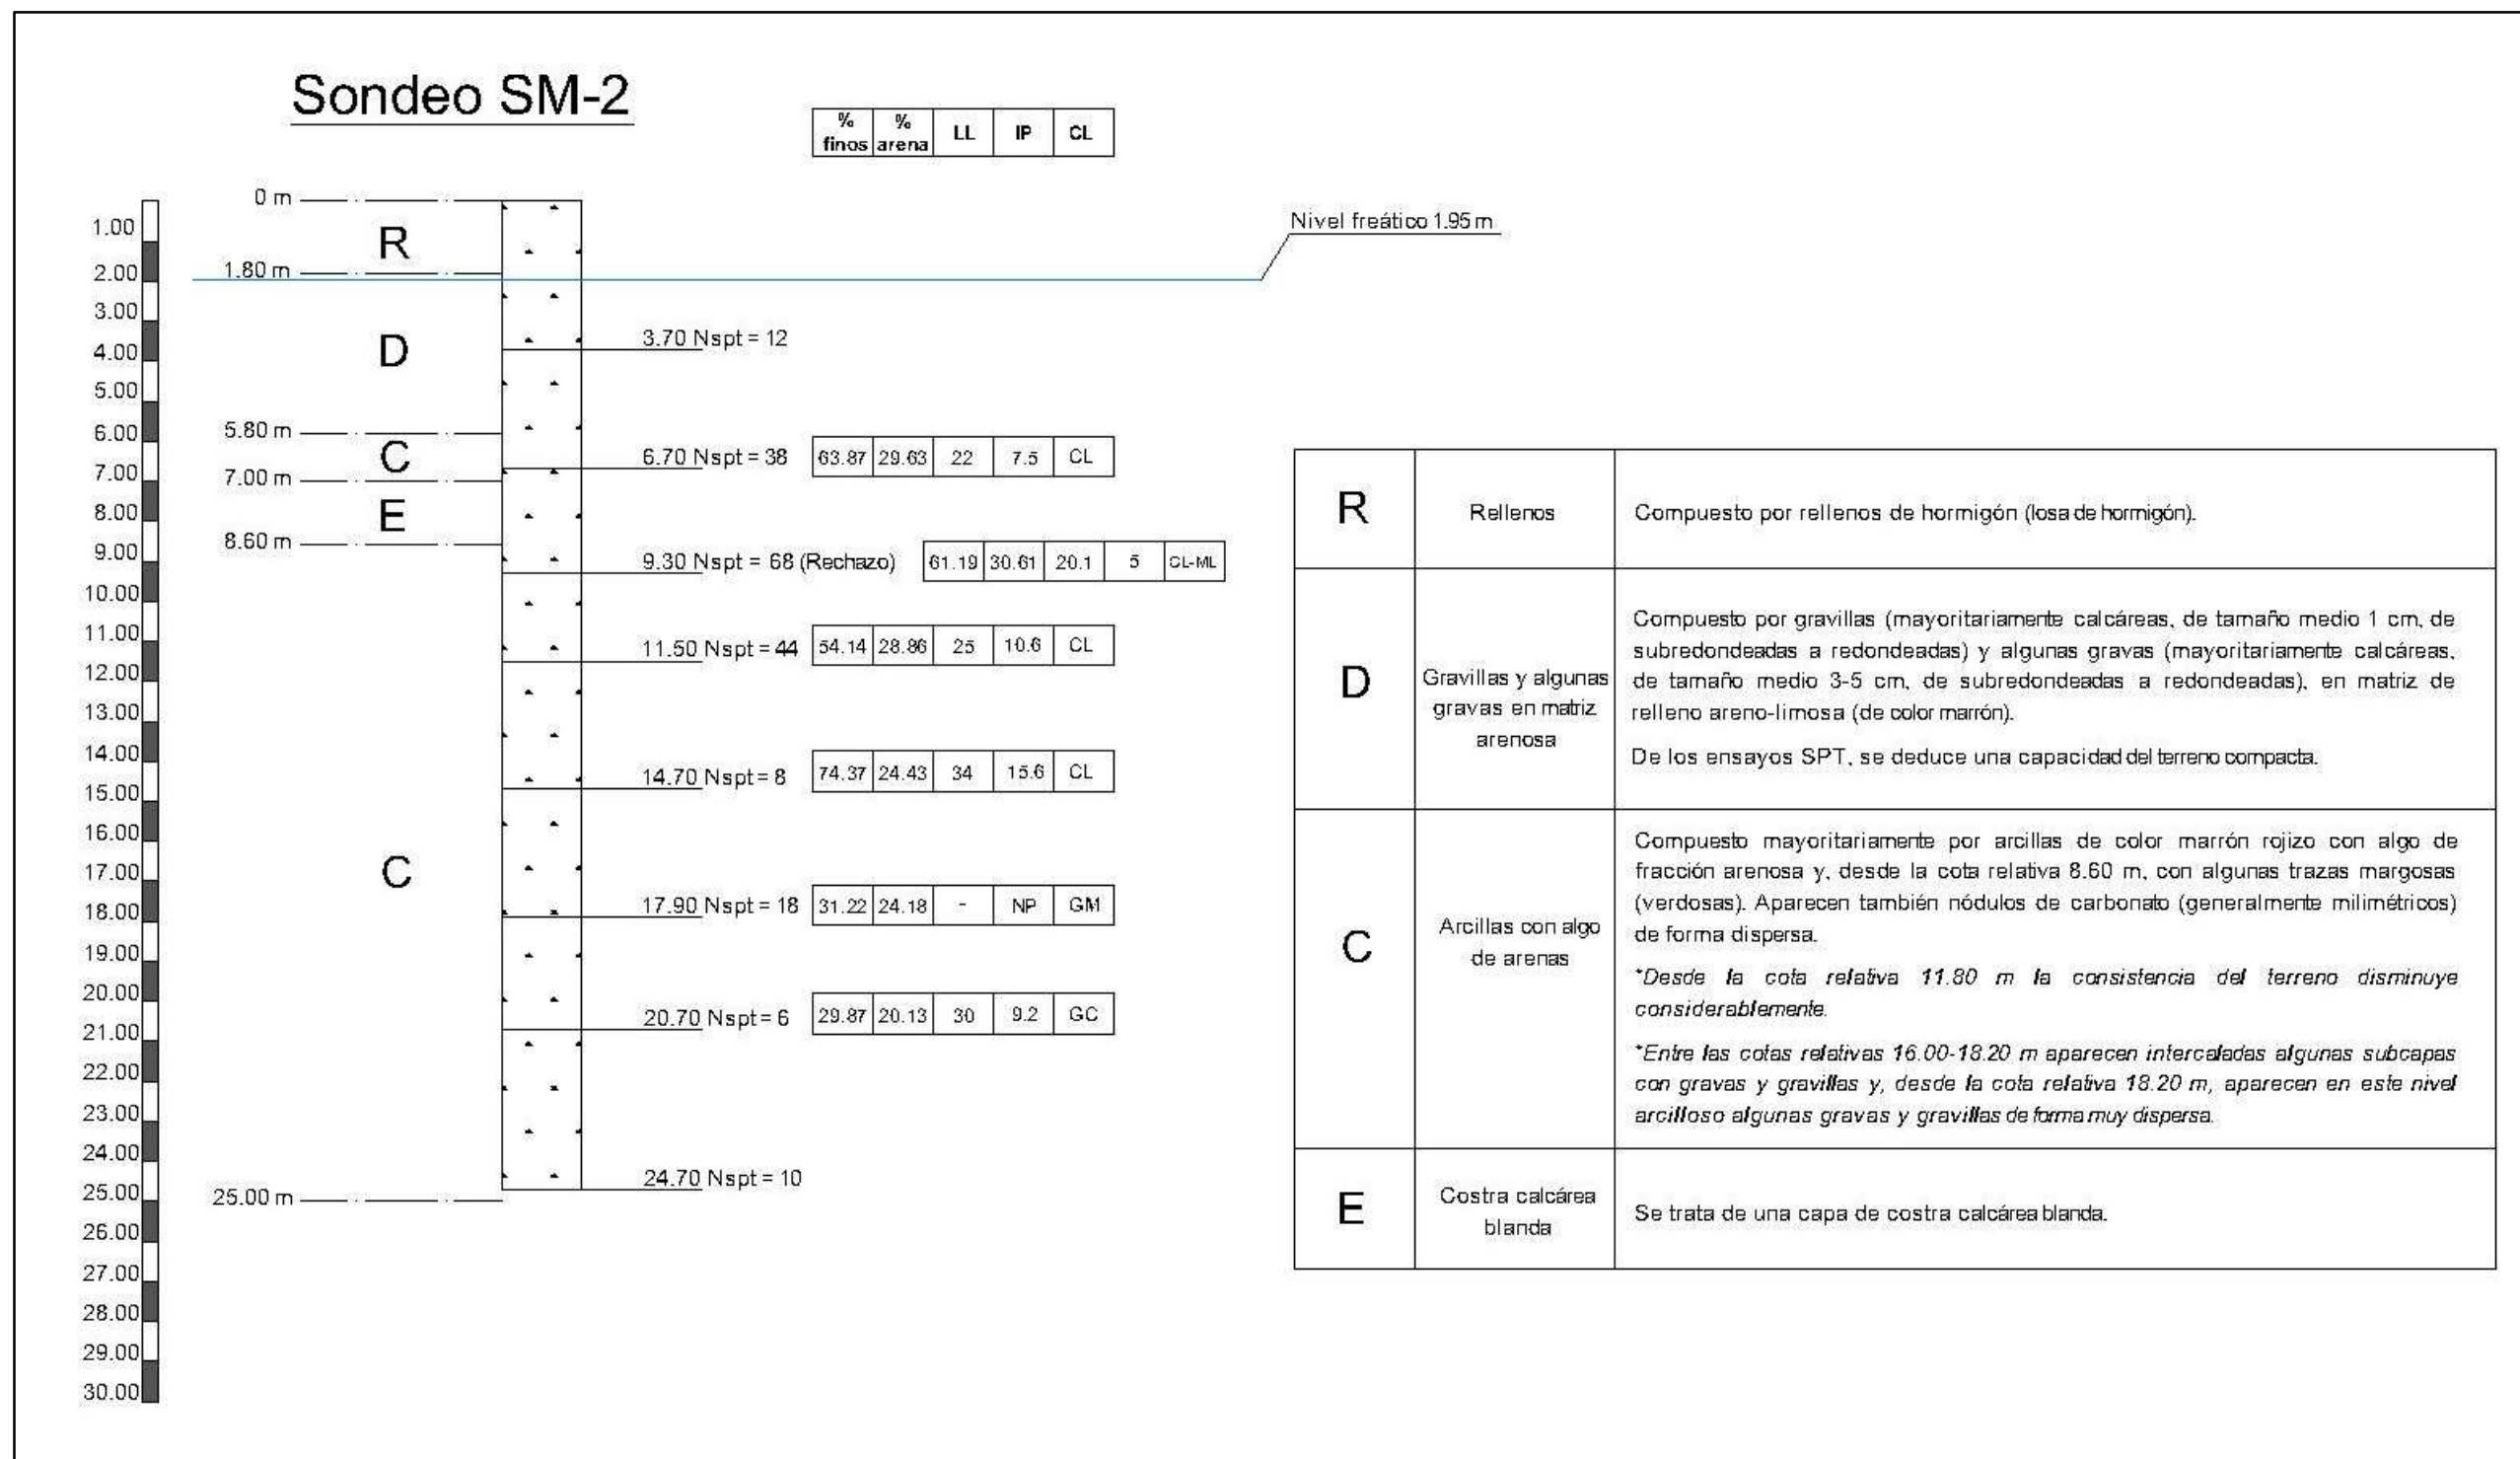 Sondeo SM-2
% finos % arena LL IP CL
0 m
1.00
R
Nivel freático 1.95 m
1.80 m
2.00
3.00
3.70 Nspt = 12
D
4.00
5.00
5.80 m
6.00
C
6.70 Nspt = 38 63.87 29.63 22 7.5 CL
7.00
7.00 m
8.00
E
8.60 m
9.00
9.30 Nspt = 68 (Rechazo) 61.19 30.61 20.1 5 CL-ML
10.00
11.00
11.50 Nspt = 44 54.14 28.86 25 10.6 CL
12.00
13.00
14.00
14.70 Nspt = 8 74.37 24.43 34 15.6 CL
15.00
16.00
17.00
C
18.00
17.90 Nspt = 18 31.22 24.18 - NP GM
19.00
20.00
20.70 Nspt = 6 29.87 20.13 30 9.2 GC
21.00
22.00
23.00
24.00
24.70 Nspt = 10
25.00
25.00 m
26.00
27.00
28.00
29.00
30.00
R
Rellenos
Compuesto por rellenos de hormigón (losa de hormigón).
D
Gravillas y algunas
gravas en matriz
arenosa
Compuesto por gravillas (mayoritariamente calcáreas, de tamaño medio 1 cm, de
subredondeadas a redondeadas) y algunas gravas (mayoritariamente calcáreas,
de tamaño medio 3-5 cm, de subredondeadas a redondeadas), en matriz de
relleno areno-limosa (de color marrón).
De los ensayos SPT, se deduce una capacidad del terreno compacta.
C
Arcillas con algo
de arenas
Compuesto mayoritariamente por arcillas de color marrón rojizo con algo de
fracción arenosa y, desde la cota relativa 8.60 m, con algunas trazas margosas
(verdosas). Aparecen también nódulos de carbonato (generalmente milimétricos)
de forma dispersa.
*Desde la cota relativa 11.80 m la consistencia del terreno disminuye
considerablemente.
*Entre las cotas relativas 16.00-18.20 m aparecen intercaladas algunas subcapas
con gravas y gravillas y, desde la cota relativa 18.20 m, aparecen en este nivel
arcilloso algunas gravas y gravillas de forma muy dispersa.
E
Costra calcárea
blanda
Se trata de una capa de costra calcárea blanda.